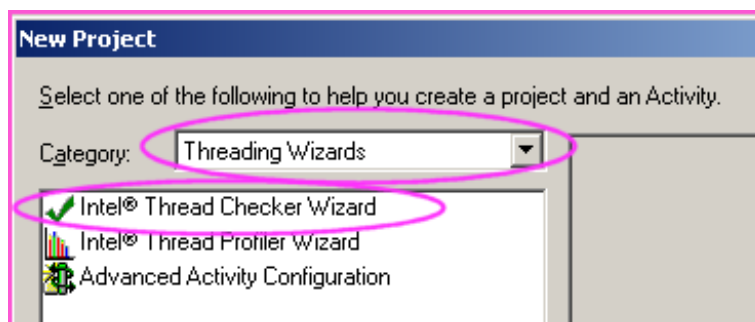 New Project
Select one of the following to help you create a project and an Activity.
Category: Threading Wizards
Intel® Thread Checker Wizard
Intel® Thread Profiler Wizard
Advanced Activity Configuration